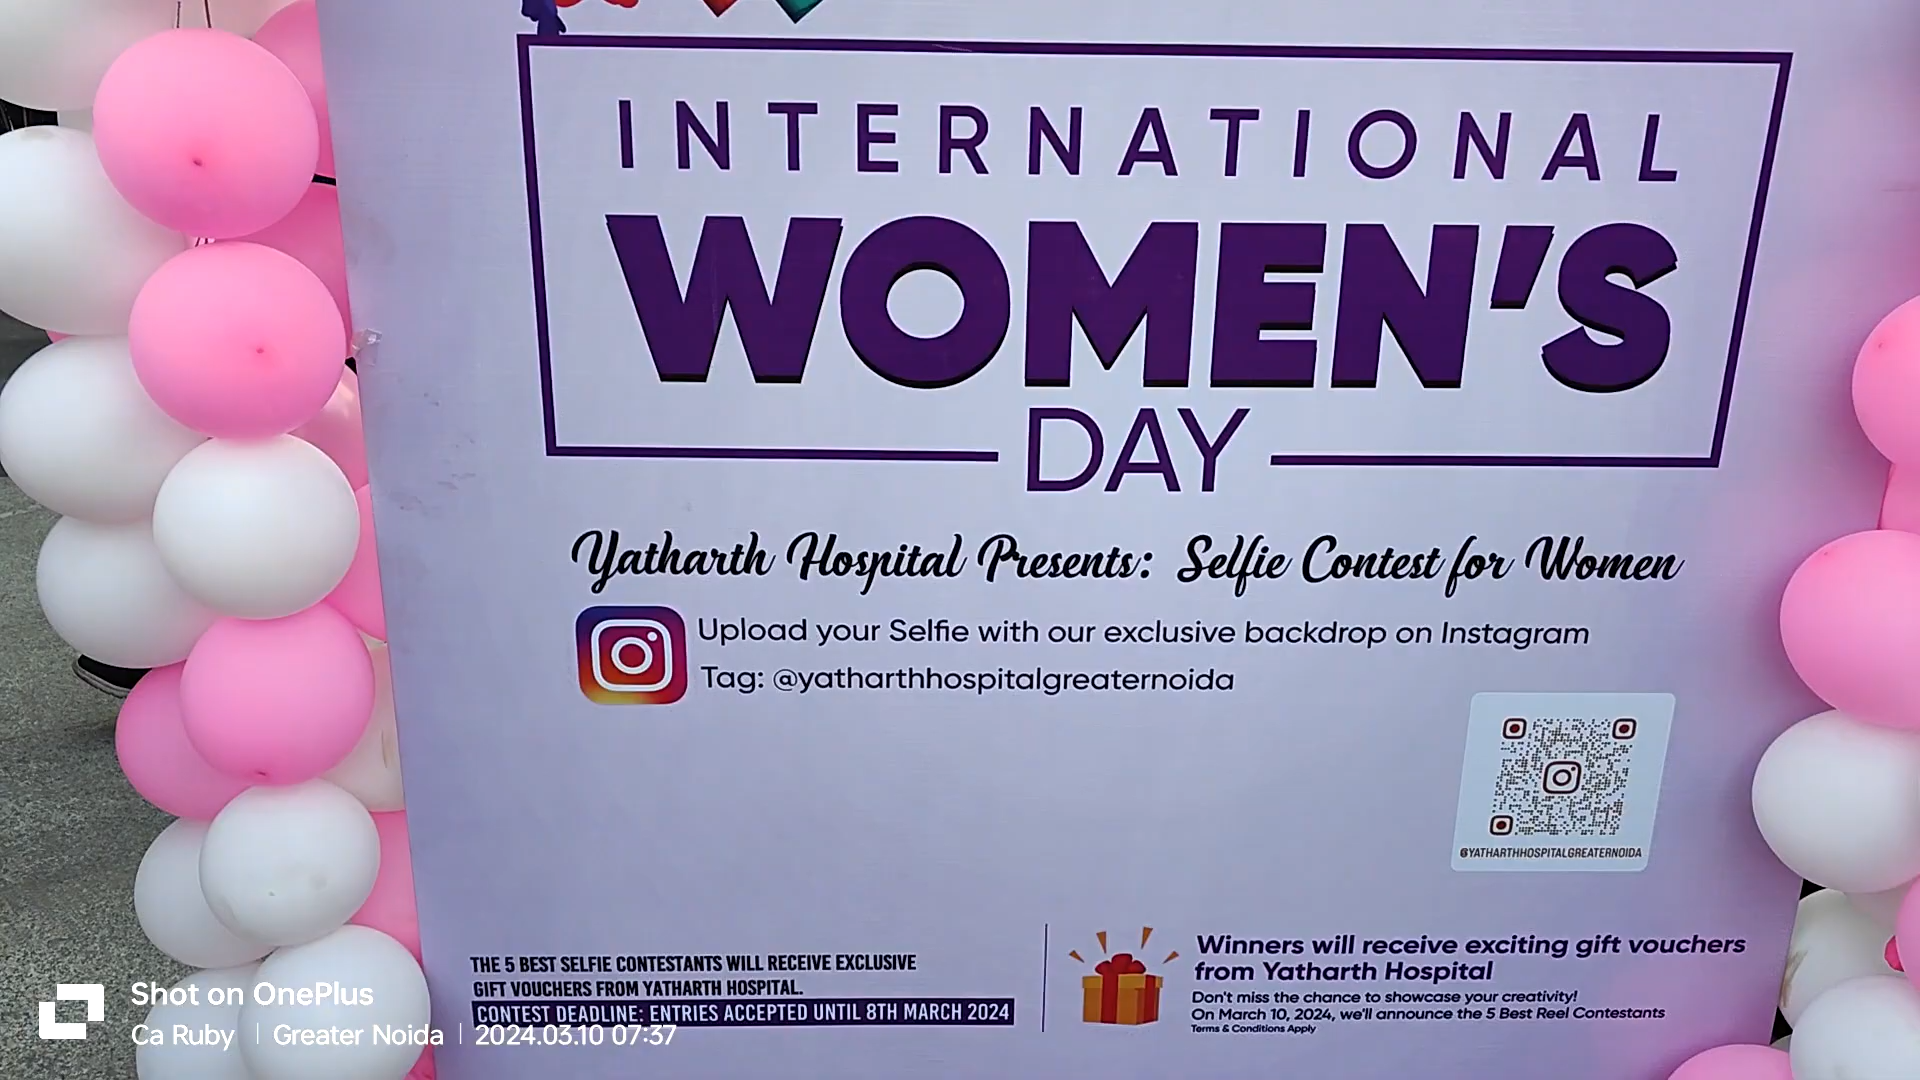 INTERNATIONAL
WOMEN'S
DAY
Yatharth Hospital Presents: Selfie Contest for Women
Upload your Selfie with our exclusive backdrop on Instagram
Tag: @yatharthhospitalgreaternoida
@YATHARTHHOSPITALGREATERNOIDA
THE 5 BEST SELFIE CONTESTANTS WILL RECEIVE EXCLUSIVE
GIFT VOUCHERS FROM YATHARTH HOSPITAL.
CONTEST DEADLINE: ENTRIES ACCEPTED UNTIL 8TH MARCH 2024
Winners will receive exciting gift vouchers
from Yatharth Hospital
Don't miss the chance to showcase your creativity!
On March 10, 2024, we'll announce the 5 Best Reel Contestants
Terms & Conditions Apply
Shot on OnePlus
Ca Ruby | Greater Noida | 2024.03.10 07:37